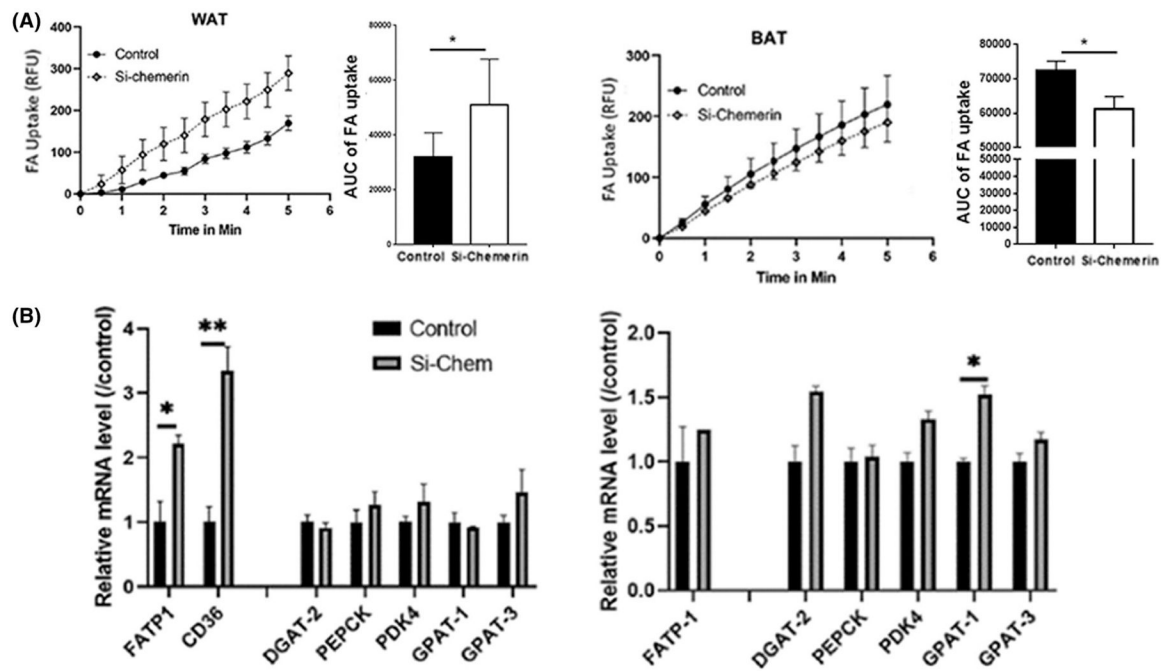 (A)
WAT
FA Uptake (RFU)
400
300
200
100
0
Control
Si-chemerin
0 1 2 3 4 5 6
Time in Min
AUC of FA uptake
80000
60000
40000
20000
0
*
Control Si-Chemerin
BAT
FA Uptake (RFU)
300
200
100
0
Control
Si-Chemerin
0 1 2 3 4 5 6
Time in Min
AUC of FA uptake
80000
70000
60000
50000
50000
40000
30000
20000
10000
0
*
Control Si-Chemerin
(B)
Relative mRNA level (/control)
4
3
2
1
0
*
**
Control
Si-Chem
FATP1 CD36 DGAT-2 PEPCK PDK4 GPAT-1 GPAT-3
Relative mRNA level (/control)
2.0
1.5
1.0
0.5
0.0
*
FATP-1 DGAT-2 PEPCK PDK4 GPAT-1 GPAT-3